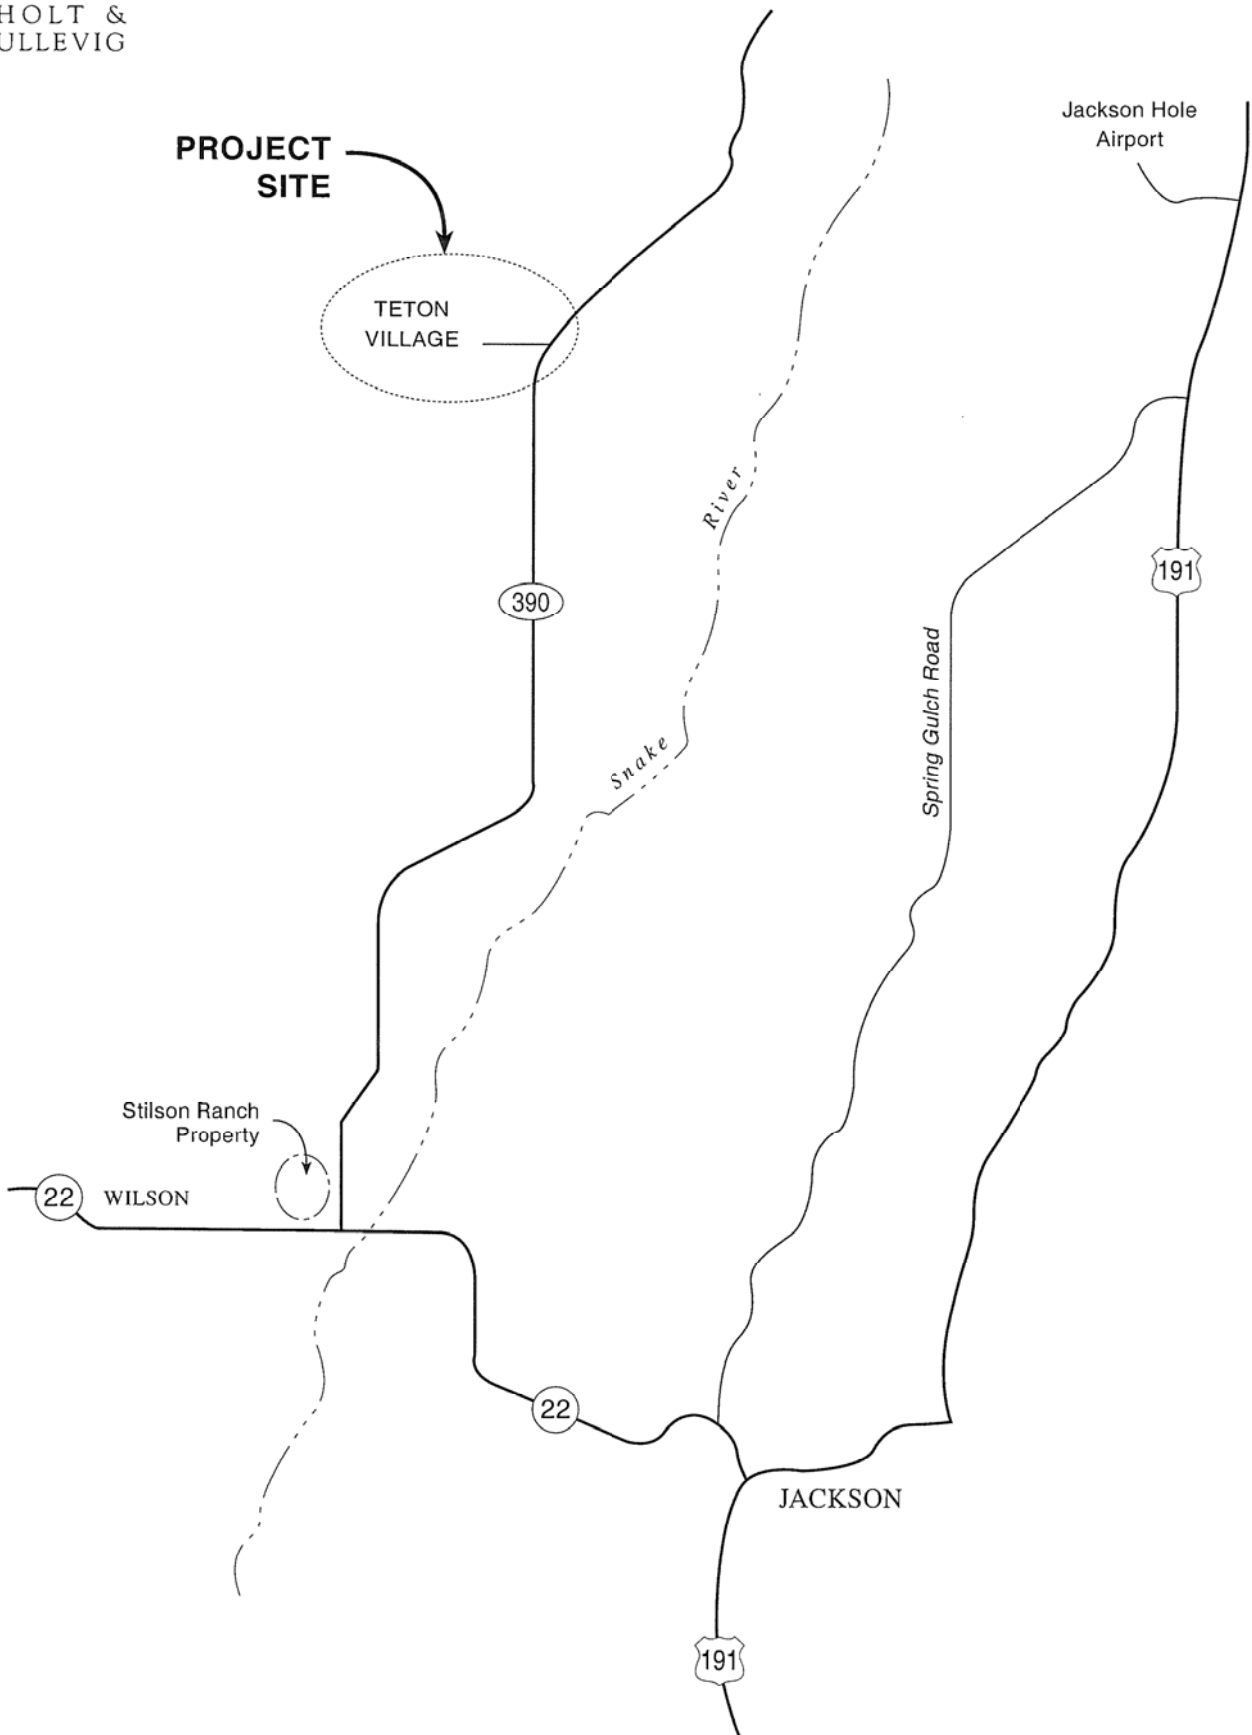 HOLT &
ULLEVIG
Jackson Hole
Airport
PROJECT
SITE
TETON
VILLAGE
River
191
390
Spring Gulch Road
Snake
Stilson Ranch
Property
22
WILSON
22
JACKSON
191